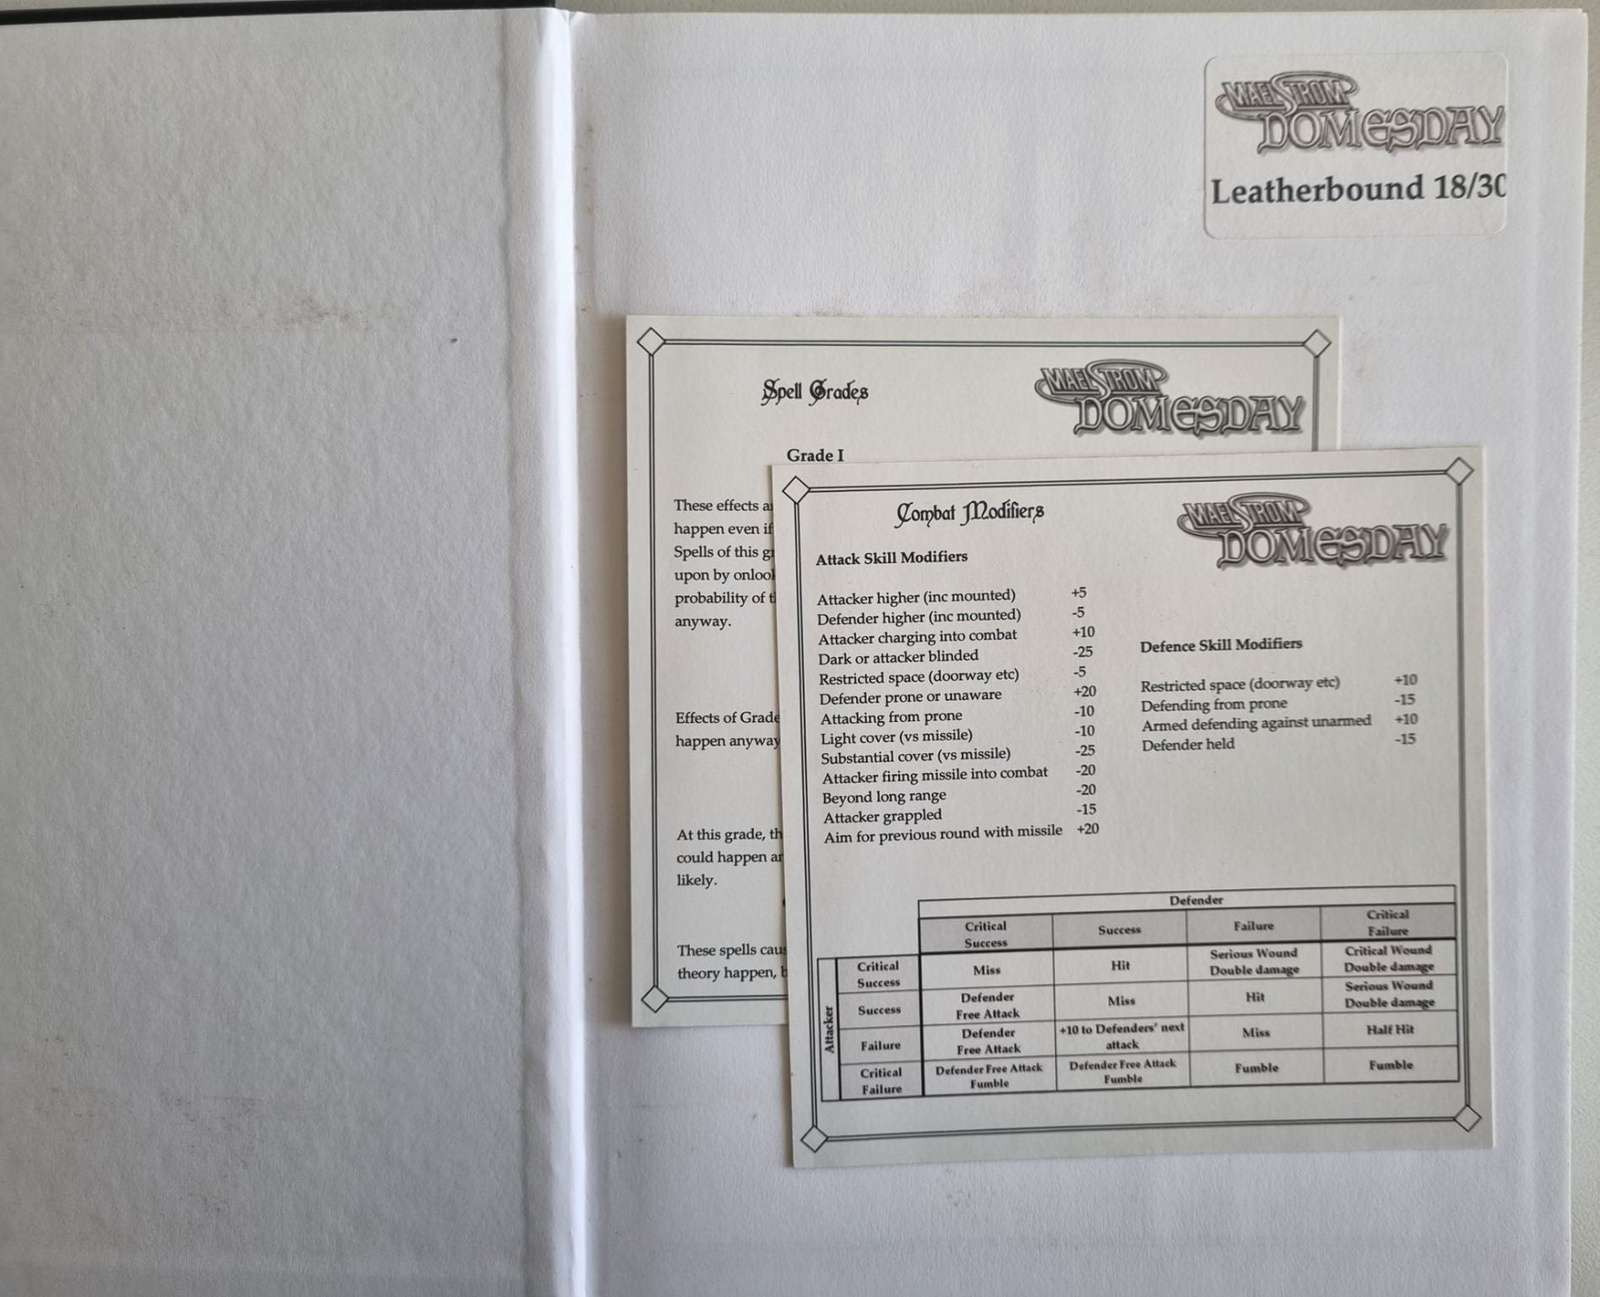 MAELSTROM
DOMESDAY
Leatherbound 18/30
Spell Grades
MAELSTROM
DOMESDAY
Grade I
These effects
happen even if
Spells of this
upon by
probability of
anyway.
Effects of Grade
happen anyway
At this grade,
could happen
likely.
These spells
theory happen,
Combat Modifiers
MAELSTROM
DOMESDAY
Attack Skill Modifiers
Attacker higher (inc mounted) +5
Defender higher (inc mounted) -5
Attacker charging into combat +10
Dark or attacker blinded -25
Restricted space (doorway etc) -5
Defender prone or unaware +20
Attacking from prone -10
Light cover (vs missile) -10
Substantial cover (vs missile) -25
Attacker firing missile into combat -20
Beyond long range -20
Attacker grappled -15
Aim for previous round with missile +20
Defence Skill Modifiers
Restricted space (doorway etc) +10
Defending from prone -15
Armed defending against unarmed +10
Defender held -15
Defender
Critical Success Failure Critical
Success Failure
Attacker
Critical Miss Hit Serious Wound Critical Wound
Success Double damage Double damage
Success Defender Miss Hit Serious Wound
Free Attack Double damage
Failure Defender +10 to Defenders' next Miss Half Hit
Free Attack attack
Critical Defender Free Attack Defender Free Attack Fumble Fumble
Failure Fumble Fumble